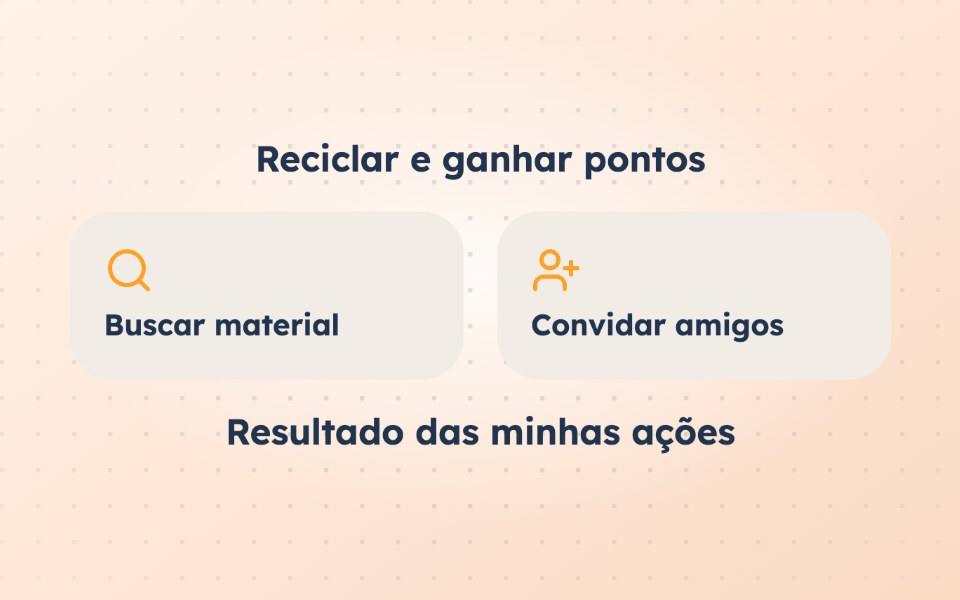 Reciclar e ganhar pontos
Buscar material
Convidar amigos
Resultado das minhas ações